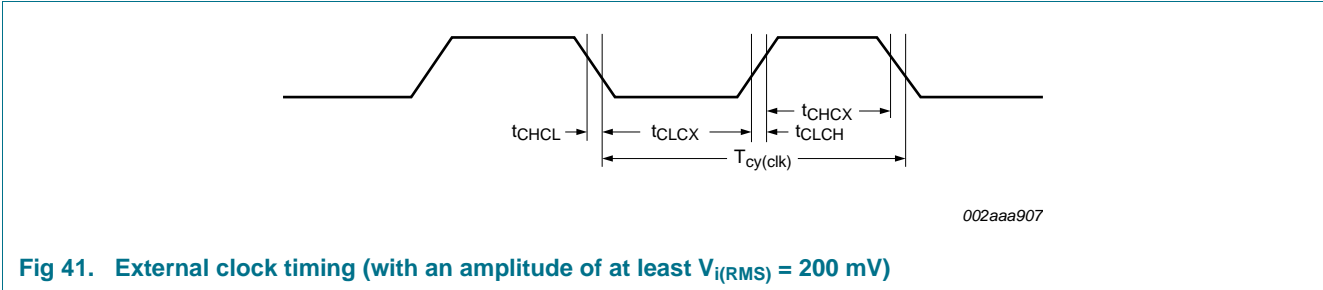 tCHCX
tCHCL tCLCX tCLCH
Tcy(clk)
002aaa907
Fig 41. External clock timing (with an amplitude of at least Vi(RMS) = 200 mV)